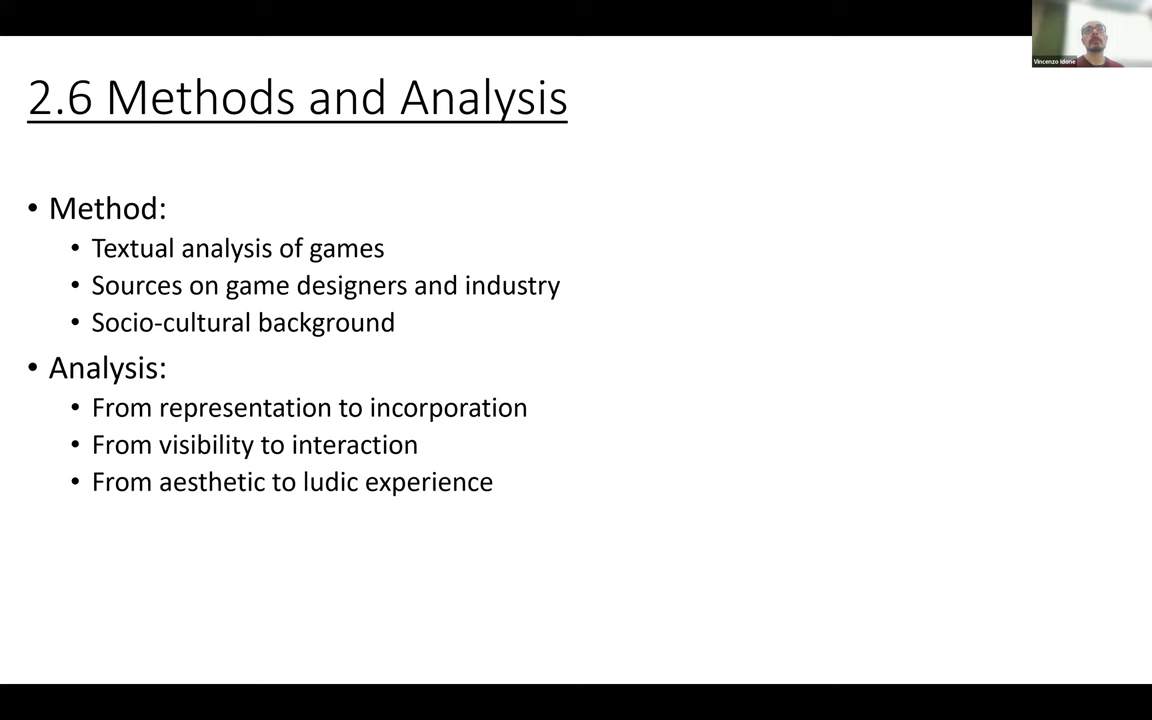 Vincenzo Idone
2.6 Methods and Analysis
• Method:
• Textual analysis of games
• Sources on game designers and industry
• Socio-cultural background
• Analysis:
• From representation to incorporation
• From visibility to interaction
• From aesthetic to ludic experience